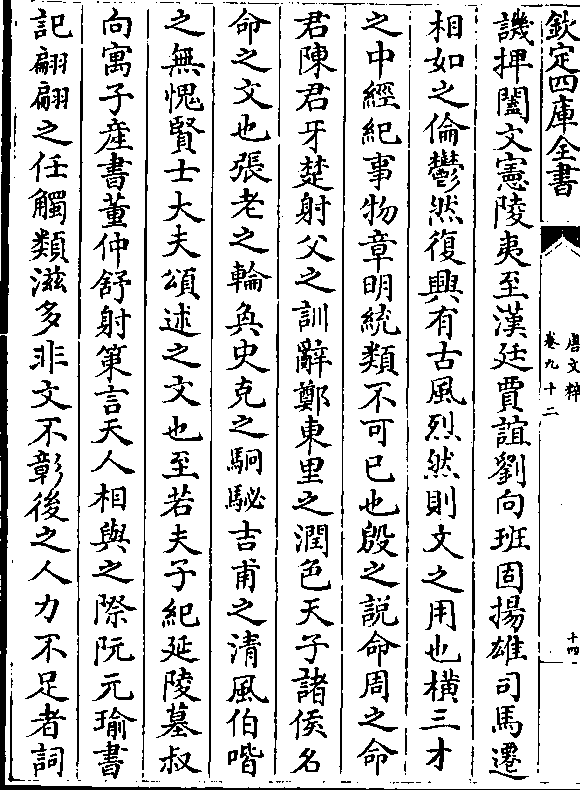 欽定四庫全書
唐文粹
卷九十二
十四
譏捭闔文憲陵夷至漢廷賈誼劉向班固揚雄司馬遷
相如之倫鬱然復興有古風烈然則文之用也横三才
之中經紀事物章明統類不可已也殷之説命周之命
君陳君牙楚射父之訓辭鄭東里之潤色天子諸侯名
命之文也張老之輪奐史克之駉駜吉甫之清風伯喈
之無愧賢士大夫頌述之文也至若夫子紀延陵墓叔
向寓子産書董仲舒射策言天人相與之際阮元瑜書
記翩翩之任觸類滋多非文不彰後之人力不足者詞